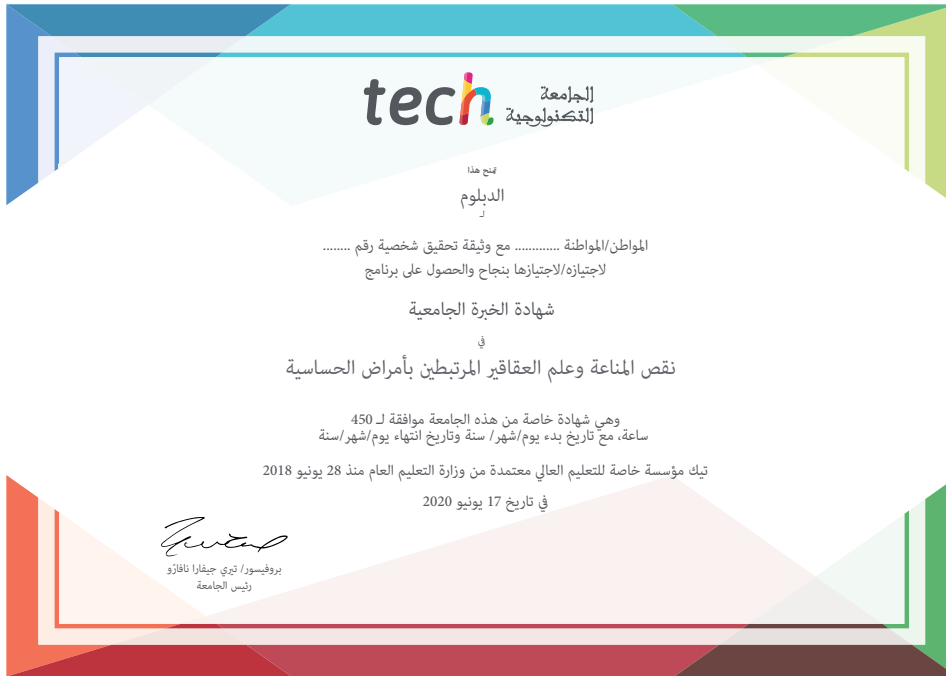 tech الجامعة
التكنولوجية
تمنح هذا
الدبلوم
لـ
المواطن/المواطنة ............. مع وثيقة تحقيق شخصية رقم ........
لاجتيازه/لاجتيازها بنجاح والحصول على برنامج
شهادة الخبرة الجامعية
في
نقص المناعة وعلم العقاقير المرتبطين بأمراض الحساسية
وهي شهادة خاصة من هذه الجامعة موافقة لـ 450
ساعة، مع تاريخ بدء يوم/شهر/ سنة وتاريخ انتهاء يوم/شهر/سنة
تيك مؤسسة خاصة للتعليم العالي معتمدة من وزارة التعليم العام منذ 28 يونيو 2018
في تاريخ 17 يونيو 2020
بروفيسور/ تيري جيفارا نافارّو
رئيس الجامعة